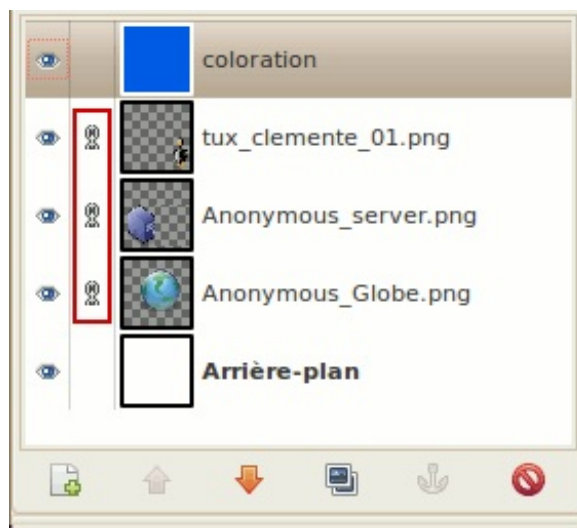 coloration
tux_clemente_01.png
Anonymous_server.png
Anonymous_Globe.png
Arrière-plan